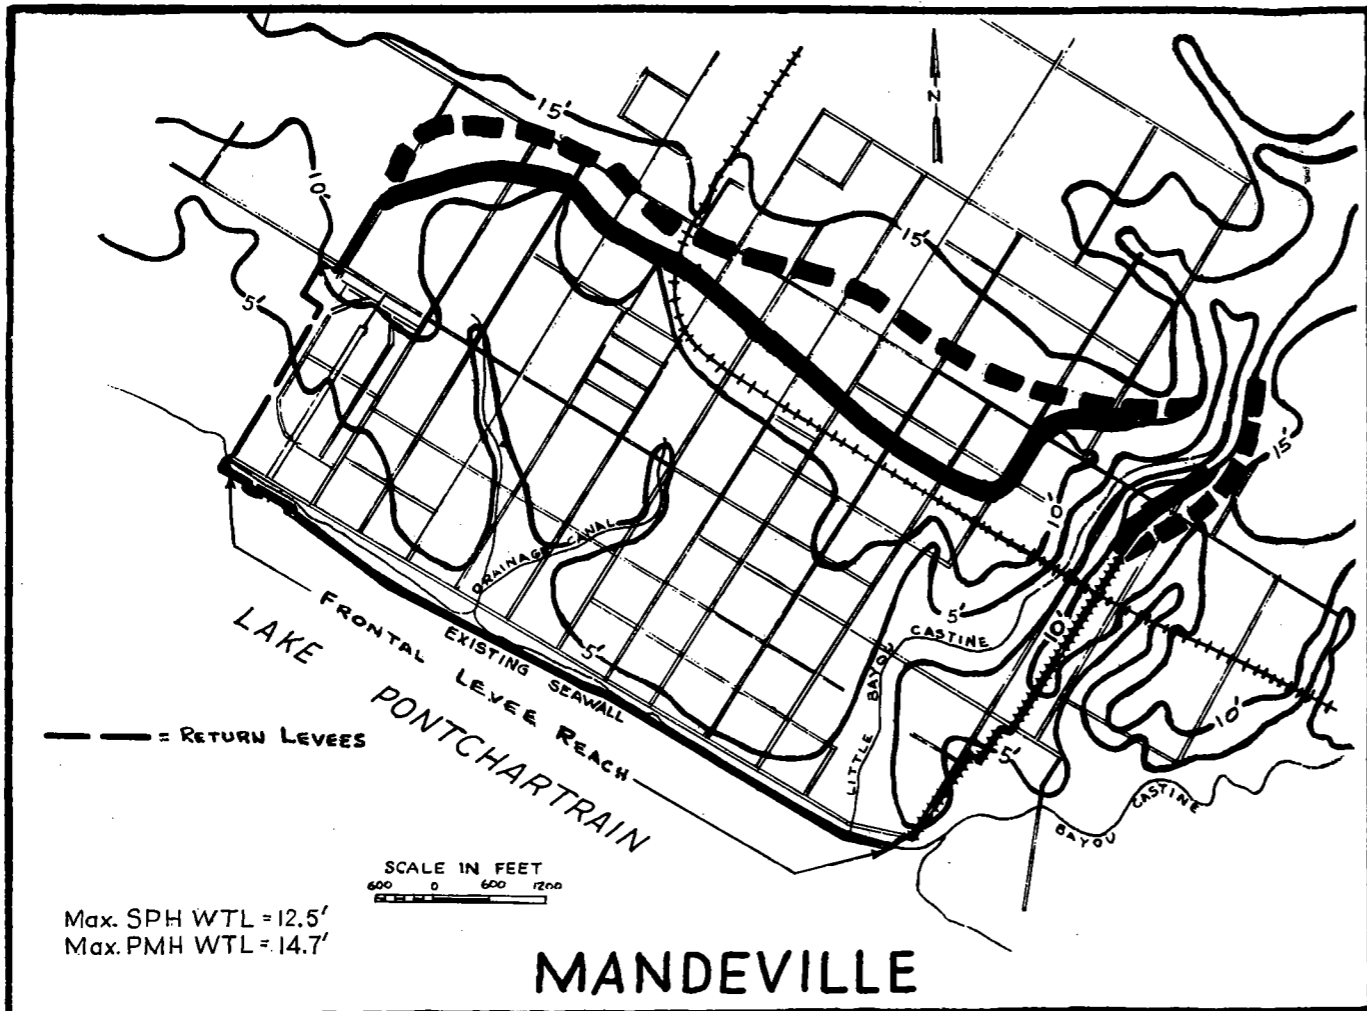 15'
N
10'
15'
5'
15'
10'
DRAINAGE CANAL
5'
CASTINE
10'
LITTLE BAYOU
FRONTAL LEVEE REACH
EXISTING SEAWALL
5'
LAKE PONTCHARTRAIN
10'
5'
BAYOU CASTINE
= RETURN LEVEES
SCALE IN FEET
600 0 600 1200
Max. SPH WTL = 12.5'
Max. PMH WTL = 14.7'
MANDEVILLE